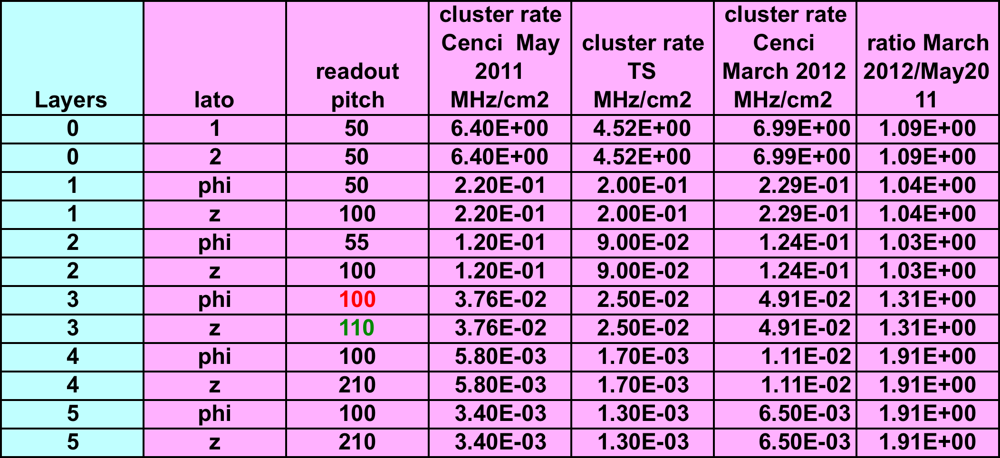 Layers lato readout pitch cluster rate Cenci May 2011 MHz/cm2 cluster rate TS MHz/cm2 cluster rate Cenci March 2012 MHz/cm2 ratio March 2012/May2011
0 1 50 6.40E+00 4.52E+00 6.99E+00 1.09E+00
0 2 50 6.40E+00 4.52E+00 6.99E+00 1.09E+00
1 phi 50 2.20E-01 2.00E-01 2.29E-01 1.04E+00
1 z 100 2.20E-01 2.00E-01 2.29E-01 1.04E+00
2 phi 55 1.20E-01 9.00E-02 1.24E-01 1.03E+00
2 z 100 1.20E-01 9.00E-02 1.24E-01 1.03E+00
3 phi 100 3.76E-02 2.50E-02 4.91E-02 1.31E+00
3 z 110 3.76E-02 2.50E-02 4.91E-02 1.31E+00
4 phi 100 5.80E-03 1.70E-03 1.11E-02 1.91E+00
4 z 210 5.80E-03 1.70E-03 1.11E-02 1.91E+00
5 phi 100 3.40E-03 1.30E-03 6.50E-03 1.91E+00
5 z 210 3.40E-03 1.30E-03 6.50E-03 1.91E+00